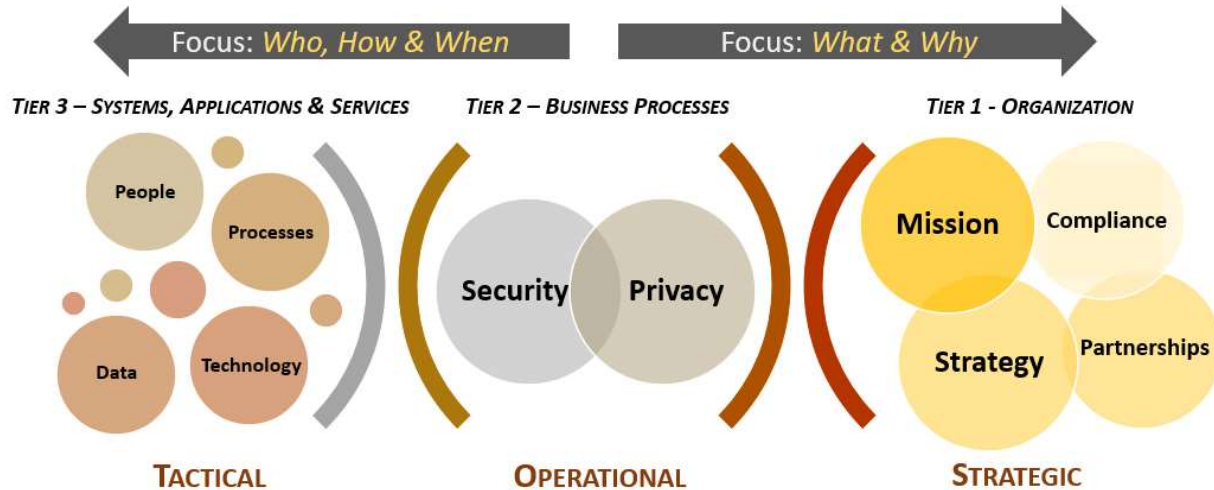 Focus: Who, How & When
Focus: What & Why
TIER 3 – SYSTEMS, APPLICATIONS & SERVICES
TIER 2 – BUSINESS PROCESSES
TIER 1 - ORGANIZATION
People
Processes
Data
Technology
Security
Privacy
Mission
Compliance
Strategy
Partnerships
TACTICAL
OPERATIONAL
STRATEGIC